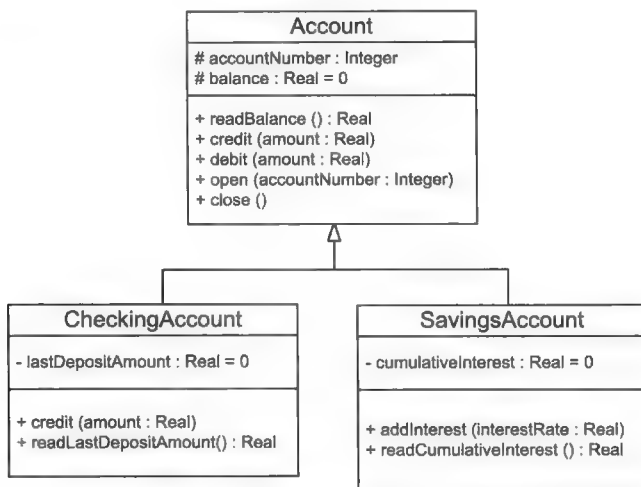 Account
# accountNumber : Integer
# balance : Real = 0
+ readBalance () : Real
+ credit (amount : Real)
+ debit (amount : Real)
+ open (accountNumber : Integer)
+ close ()
CheckingAccount
- lastDepositAmount : Real = 0
+ credit (amount : Real)
+ readLastDepositAmount() : Real
SavingsAccount
- cumulativeInterest : Real = 0
+ addInterest (interestRate : Real)
+ readCumulativeInterest () : Real